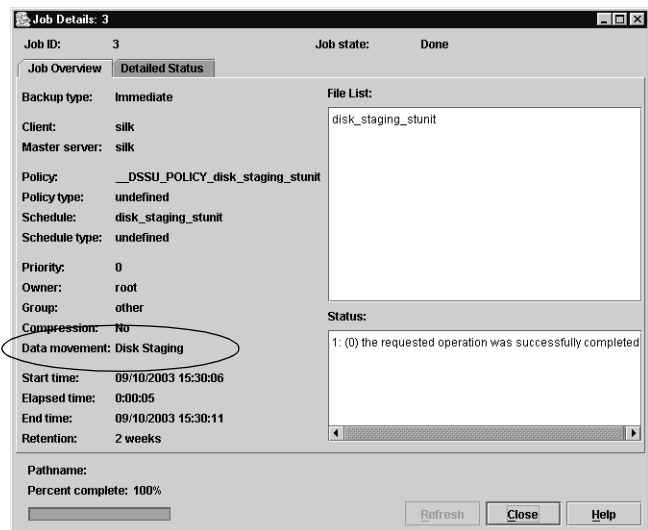 Job Details: 3
Job ID: 3 Job state: Done
Job Overview Detailed Status
Backup type: Immediate
Client: silk
Master server: silk
Policy: __DSSU_POLICY_disk_staging_stunit
Policy type: undefined
Schedule: disk_staging_stunit
Schedule type: undefined
Priority: 0
Owner: root
Group: other
Compression: No
Data movement: Disk Staging
Start time: 09/10/2003 15:30:06
Elapsed time: 0:00:05
End time: 09/10/2003 15:30:11
Retention: 2 weeks
File List:
disk_staging_stunit
Status:
1: (0) the requested operation was successfully completed
Pathname:
Percent complete: 100%
Refresh Close Help